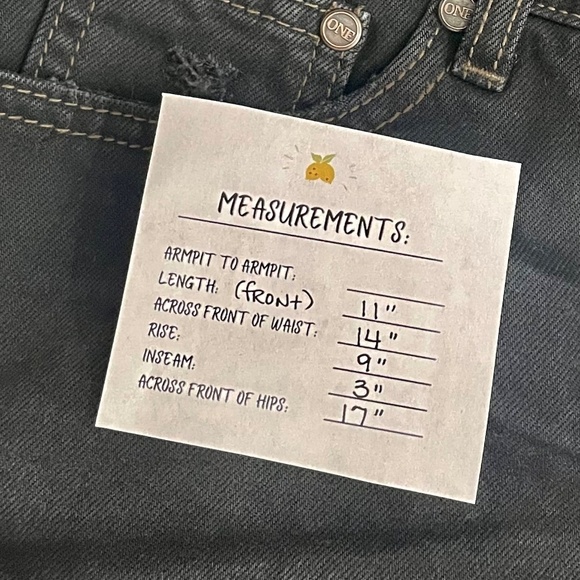 ONE
ONE
MEASUREMENTS:
ARMPIT TO ARMPIT:
LENGTH: (FRONT) 11"
ACROSS FRONT OF WAIST: 14"
RISE: 9"
INSEAM: 3"
ACROSS FRONT OF HIPS: 17"